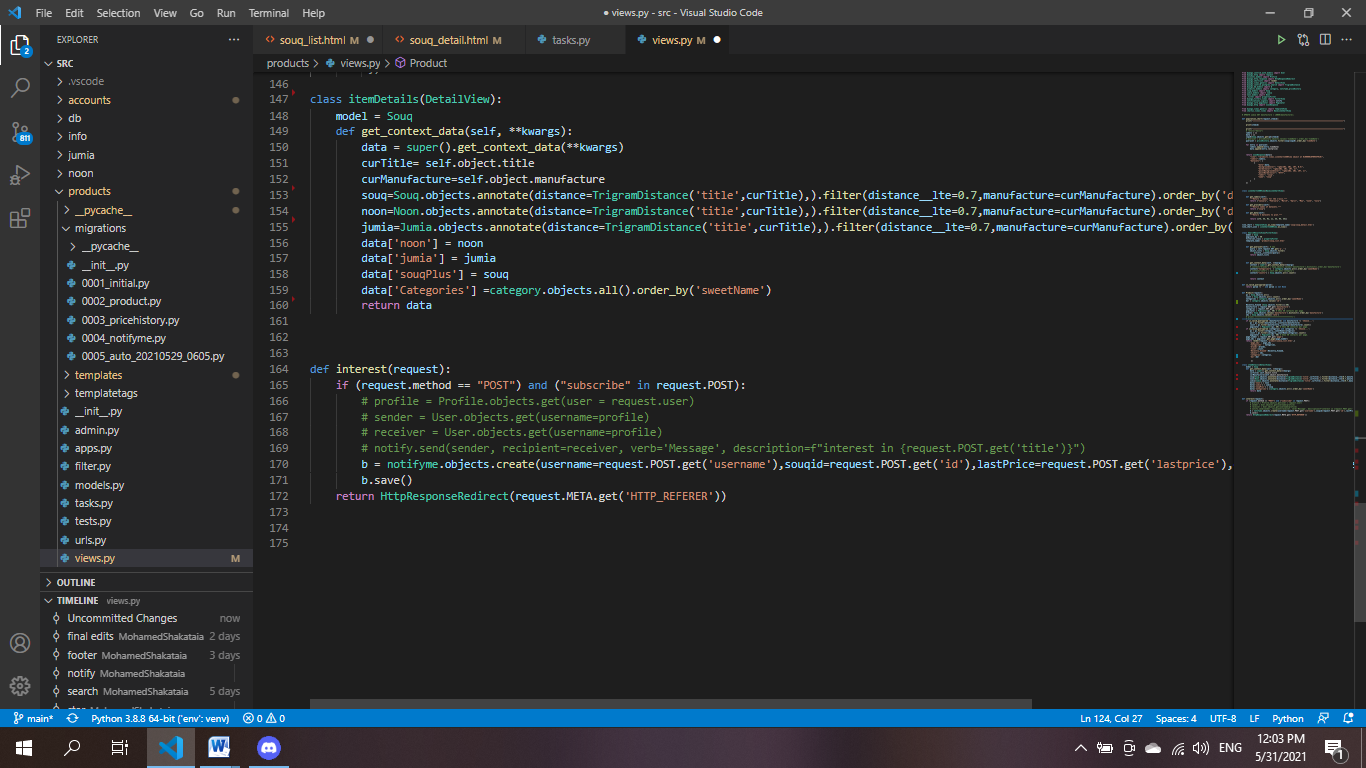 File Edit Selection View Go Run Terminal Help
● views.py - src - Visual Studio Code
EXPLORER
souq_list.html M
souq_detail.html M
tasks.py
views.py M
2
SRC
.vscode
accounts
db
info
jumia
noon
products
__pycache__
migrations
__pycache__
__init__.py
0001_initial.py
0002_product.py
0003_pricehistory.py
0004_notifyme.py
0005_auto_20210529_0605.py
templates
templatetags
__init__.py
admin.py
apps.py
filter.py
models.py
tasks.py
tests.py
urls.py
views.py M
811
OUTLINE
TIMELINE views.py
Uncommitted Changes now
final edits MohamedShakataia 2 days
footer MohamedShakataia 3 days
notify MohamedShakataia
search MohamedShakataia 5 days
products > views.py > Product
146
147 class itemDetails(DetailView):
148 model = Souq
149 def get_context_data(self, **kwargs):
150 data = super().get_context_data(**kwargs)
151 curTitle= self.object.title
152 curManufacture=self.object.manufacture
153 souq=Souq.objects.annotate(distance=TrigramDistance('title',curTitle),).filter(distance__lte=0.7,manufacture=curManufacture).order_by('d
154 noon=Noon.objects.annotate(distance=TrigramDistance('title',curTitle),).filter(distance__lte=0.7,manufacture=curManufacture).order_by('d
155 jumia=Jumia.objects.annotate(distance=TrigramDistance('title',curTitle),).filter(distance__lte=0.7,manufacture=curManufacture).order_by(
156 data['noon'] = noon
157 data['jumia'] = jumia
158 data['souqPlus'] = souq
159 data['Categories'] =category.objects.all().order_by('sweetName')
160 return data
161
162
163
164 def interest(request):
165 if (request.method == "POST") and ("subscribe" in request.POST):
166 # profile = Profile.objects.get(user = request.user)
167 # sender = User.objects.get(username=profile)
168 # receiver = User.objects.get(username=profile)
169 # notify.send(sender, recipient=receiver, verb='Message', description=f"interest in {request.POST.get('title')}")
170 b = notifyme.objects.create(username=request.POST.get('username'),souqid=request.POST.get('id'),lastPrice=request.POST.get('lastprice'),
171 b.save()
172 return HttpResponseRedirect(request.META.get('HTTP_REFERER'))
173
174
175
main* Python 3.8.8 64-bit ('env': venv) 0 0
Ln 124, Col 27 Spaces: 4 UTF-8 LF Python
ENG
12:03 PM
5/31/2021
1